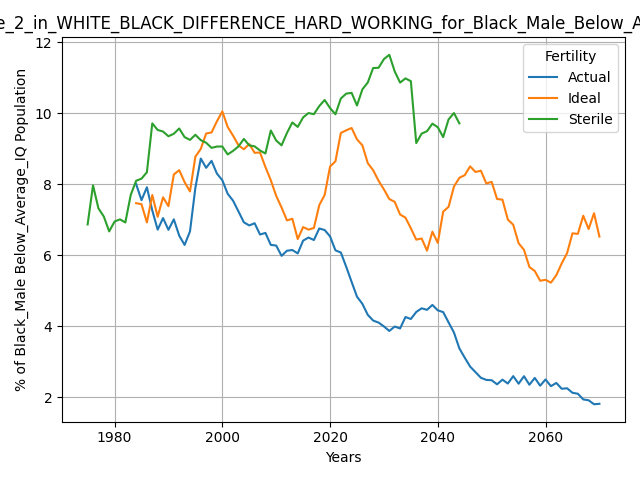 e_2_in_WHITE_BLACK_DIFFERENCE_HARD_WORKING_for_Black_Male_Below_A
% of Black_Male Below_Average_IQ Population
12
10
8
6
4
2
1980 2000 2020 2040 2060
Years
Fertility
Actual
Ideal
Sterile